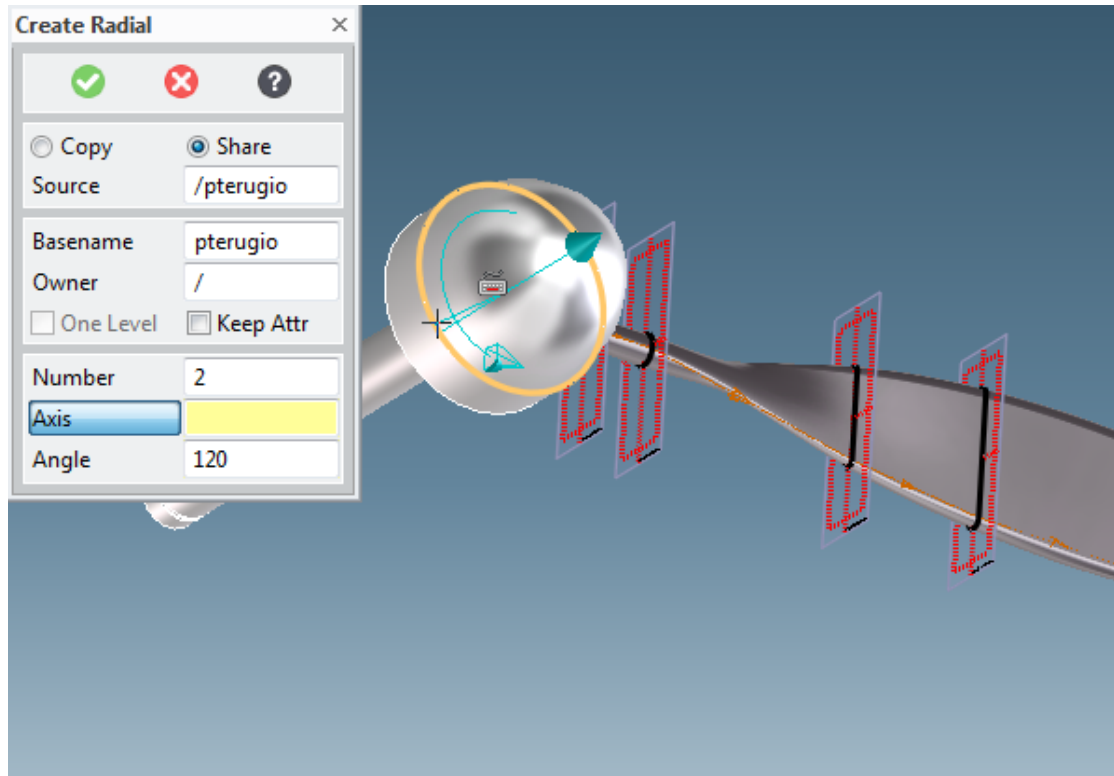 Create Radial
Copy Share
Source /pterugio
Basename pterugio
Owner /
One Level Keep Attr
Number 2
Axis
Angle 120